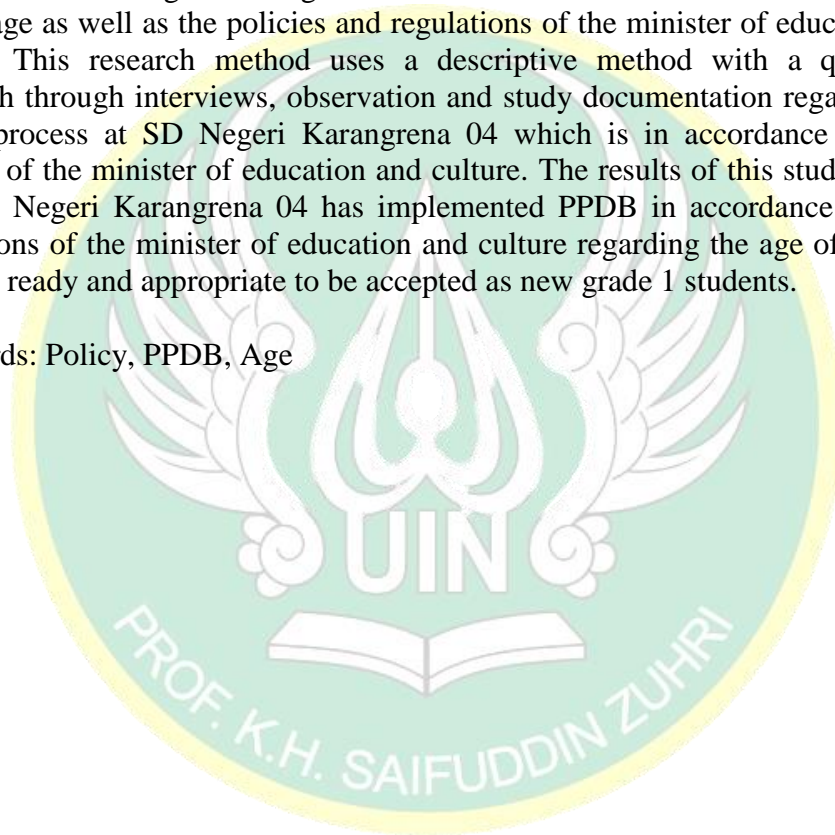 age as well as the policies and regulations of the minister of educ
This research method uses a descriptive method with a q
h through interviews, observation and study documentation rega
process at SD Negeri Karangrena 04 which is in accordance
of the minister of education and culture. The results of this stud
Negeri Karangrena 04 has implemented PPDB in accordance
ons of the minister of education and culture regarding the age of
ready and appropriate to be accepted as new grade 1 students.
ds: Policy, PPDB, Age
UIN
PROF. K.H. SAIFUDDIN ZUHRI